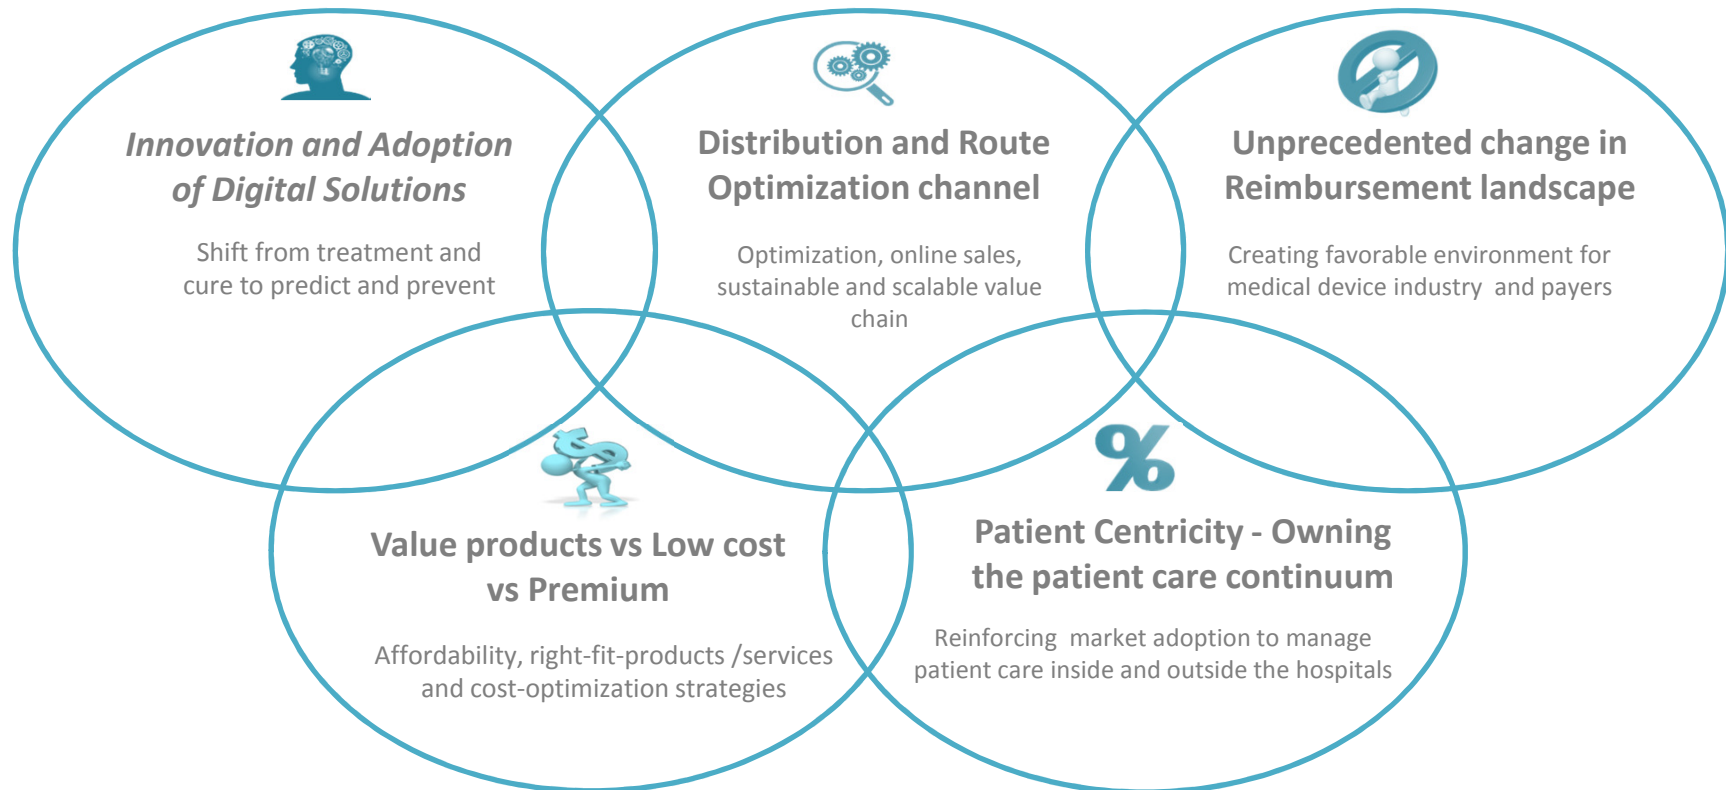 Innovation and Adoption
of Digital Solutions
Shift from treatment and
cure to predict and prevent
Distribution and Route
Optimization channel
Optimization, online sales,
sustainable and scalable value
chain
Unprecedented change in
Reimbursement landscape
Creating favorable environment for
medical device industry and payers
$
Value products vs Low cost
vs Premium
Affordability, right-fit-products /services
and cost-optimization strategies
%
Patient Centricity - Owning
the patient care continuum
Reinforcing market adoption to manage
patient care inside and outside the hospitals